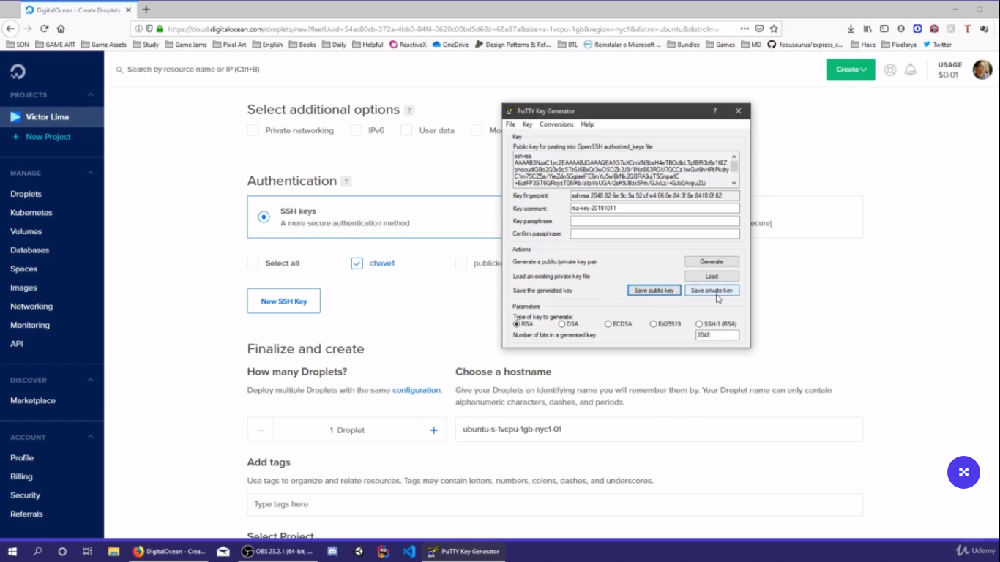 DigitalOcean - Create Droplets
https://cloud.digitalocean.com/droplets/new?fleetUuid=54ac80cb-372a-4bb0-84f4-0620c00bd5d6&i=68a97a&size=s-1vcpu-1gb&region=nyc1&distro=ubuntu&distroIma
SON GAME ART Game Assets Study Game Jams Pixel Art English Books Daily Helpful ReactiveX OneDrive Design Patterns & Ref... BTL Reinstalar o Microsoft ... Bundles Games MD focusaurus/express_c... Haxe Pixelarya Twitter
Search by resource name or IP (Ctrl+B)
Create
USAGE
$0.01
PROJECTS
Victor Lima
+ New Project
MANAGE
Droplets
Kubernetes
Volumes
Databases
Spaces
Images
Networking
Monitoring
API
DISCOVER
Marketplace
ACCOUNT
Profile
Billing
Security
Referrals
Select additional options ?
Private networking IPv6 User data Mo
Authentication ?
SSH keys
A more secure authentication method
ecure)
Select all chave1 publicke
New SSH Key
Finalize and create
How many Droplets?
Deploy multiple Droplets with the same configuration.
1 Droplet
Choose a hostname
Give your Droplets an identifying name you will remember them by. Your Droplet name can only contain
alphanumeric characters, dashes, and periods.
ubuntu-s-1vcpu-1gb-nyc1-01
Add tags
Use tags to organize and relate resources. Tags may contain letters, numbers, colons, dashes, and underscores.
Type tags here
Select Project
PuTTY Key Generator
File Key Conversions Help
Key
Public key for pasting into OpenSSH authorized_keys file:
ssh-rsa
Key fingerprint: ssh-rsa 2048 82:6e:9c:9a:92:cf:e4:06:0e:84:3f:8e:84:f0:0f:62
Key comment: rsa-key-20191011
Key passphrase:
Confirm passphrase:
Actions
Generate a public/private key pair Generate
Load an existing private key file Load
Save the generated key Save public key Save private key
Parameters
Type of key to generate:
RSA DSA ECDSA Ed25519 SSH-1 (RSA)
Number of bits in a generated key: 2048
DigitalOcean - Crea... OBS 23.2.1 (64-bit, ... PuTTY Key Generator
Udemy